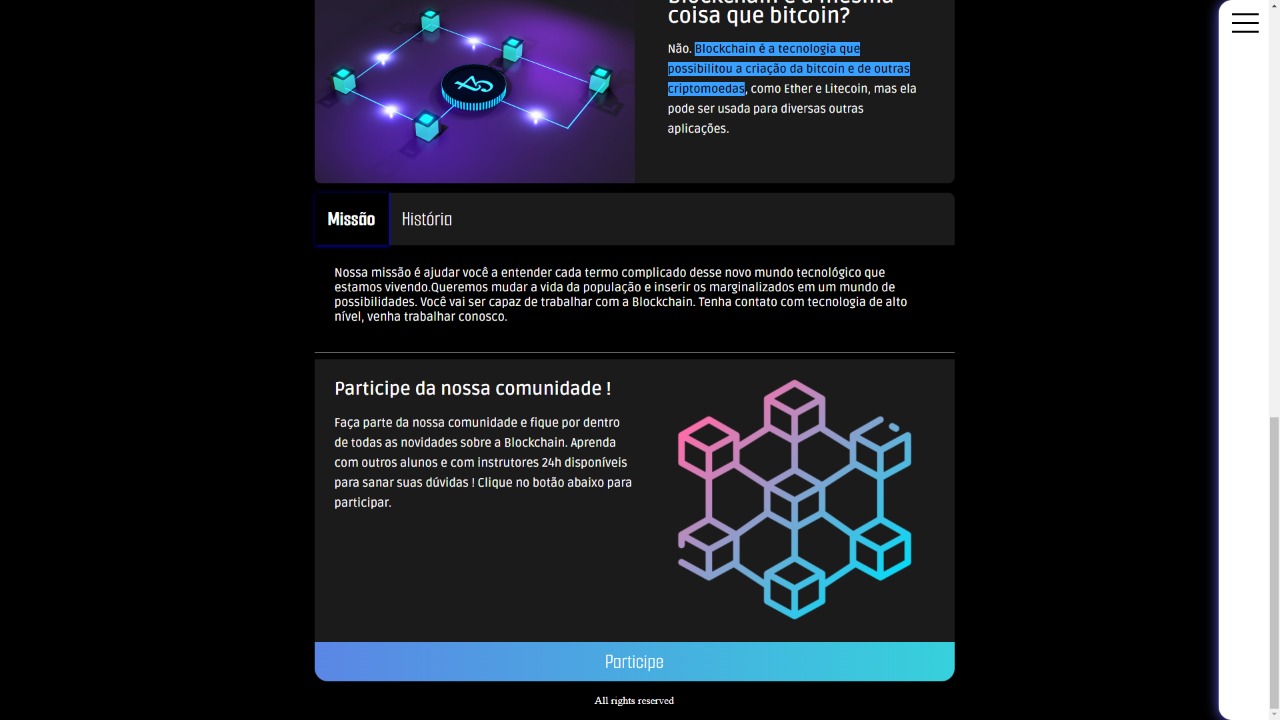 Blockchain é a mesma
coisa que bitcoin?
Não. Blockchain é a tecnologia que
possibilitou a criação da bitcoin e de outras
criptomoedas, como Ether e Litecoin, mas ela
pode ser usada para diversas outras
aplicações.
Missão
História
Nossa missão é ajudar você a entender cada termo complicado desse novo mundo tecnológico que
estamos vivendo.Queremos mudar a vida da população e inserir os marginalizados em um mundo de
possibilidades. Você vai ser capaz de trabalhar com a Blockchain. Tenha contato com tecnologia de alto
nível, venha trabalhar conosco.
Participe da nossa comunidade !
Faça parte da nossa comunidade e fique por dentro
de todas as novidades sobre a Blockchain. Aprenda
com outros alunos e com instrutores 24h disponíveis
para sanar suas dúvidas ! Clique no botão abaixo para
participar.
Participe
All rights reserved